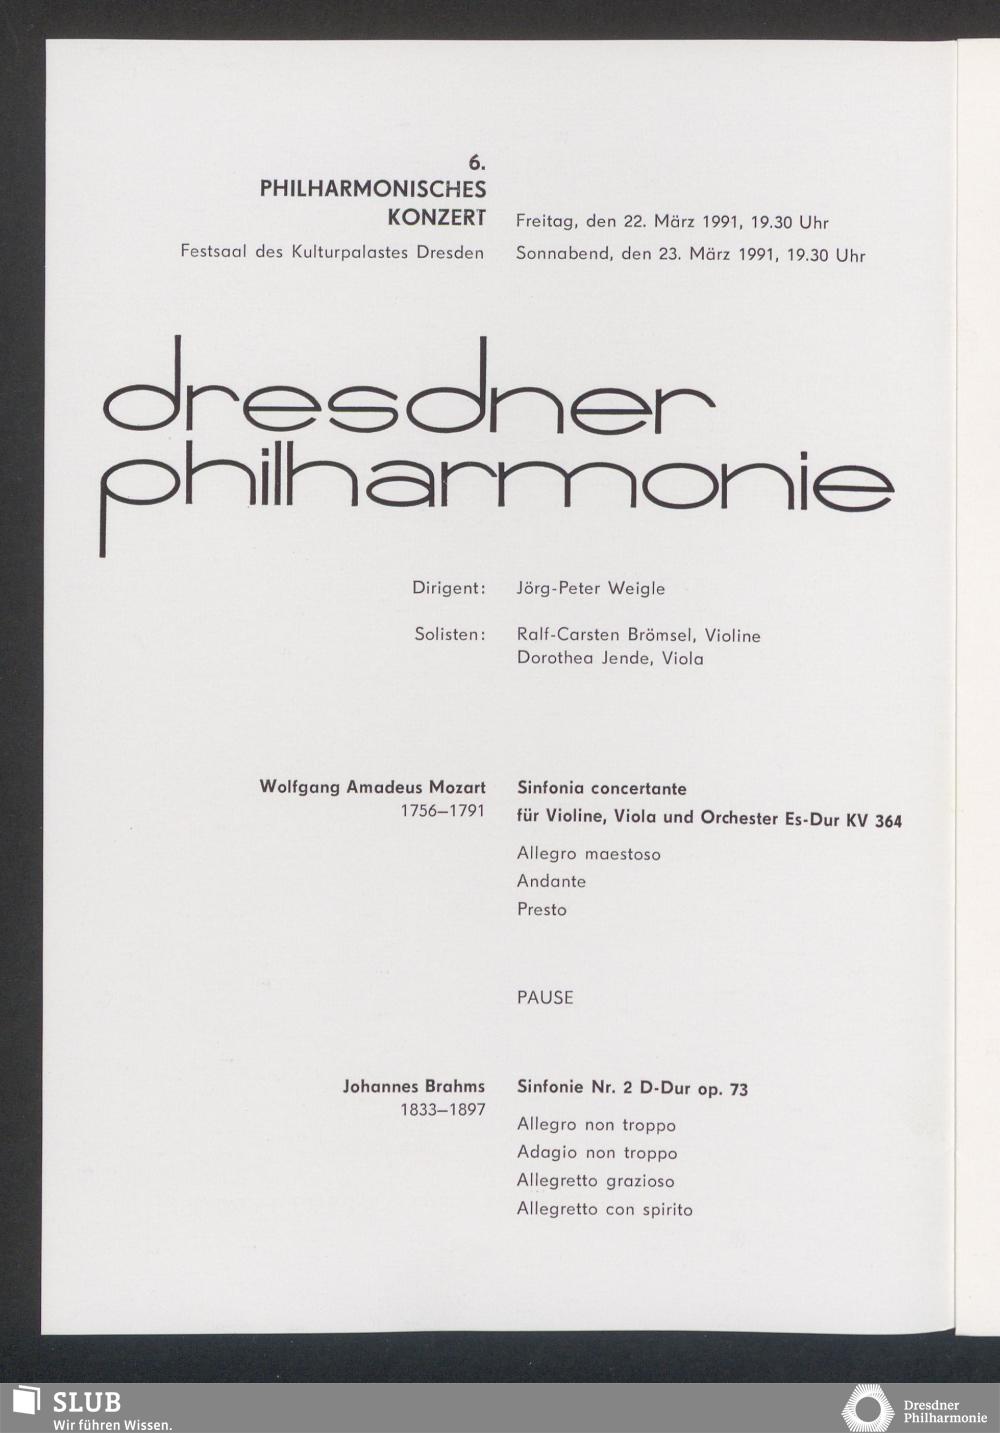 6.
PHILHARMONISCHES
KONZERT
Freitag, den 22. März 1991, 19.30 Uhr
Festsaal des Kulturpalastes Dresden
Sonnabend, den 23. März 1991, 19.30 Uhr
dresdner
philharmonie
Dirigent: Jörg-Peter Weigle
Solisten: Ralf-Carsten Brömsel, Violine
Dorothea Jende, Viola
Wolfgang Amadeus Mozart
1756–1791
Sinfonia concertante
für Violine, Viola und Orchester Es-Dur KV 364
Allegro maestoso
Andante
Presto
PAUSE
Johannes Brahms
1833–1897
Sinfonie Nr. 2 D-Dur op. 73
Allegro non troppo
Adagio non troppo
Allegretto grazioso
Allegretto con spirito
SLUB
Wir führen Wissen.
Dresdner
Philharmonie